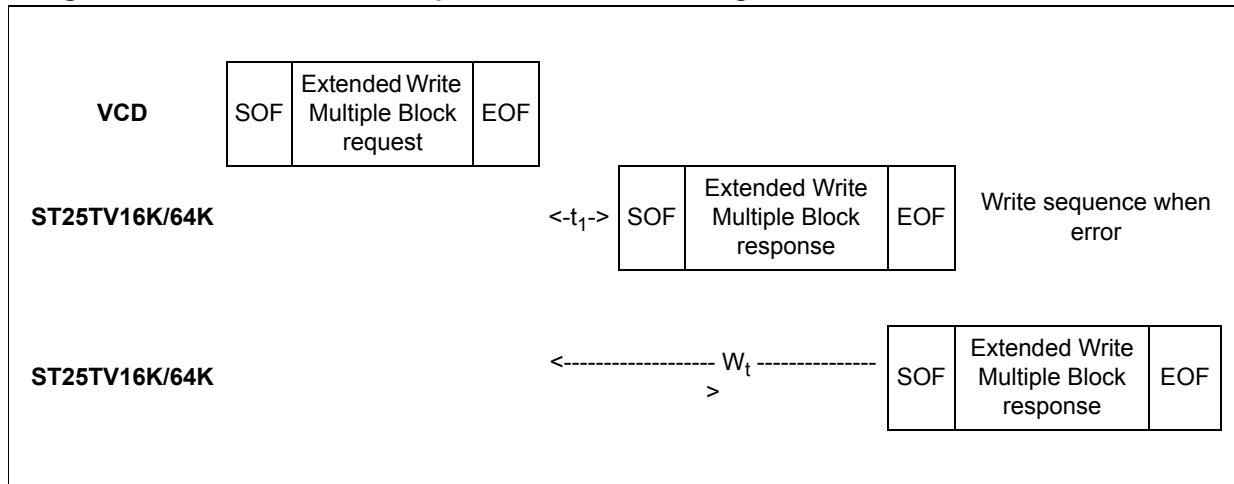 VCD
SOF
Extended Write
Multiple Block
request
EOF
ST25TV16K/64K
<-t1->
SOF
Extended Write
Multiple Block
response
EOF
Write sequence when
error
ST25TV16K/64K
<------------------- Wt ---------------
>
SOF
Extended Write
Multiple Block
response
EOF